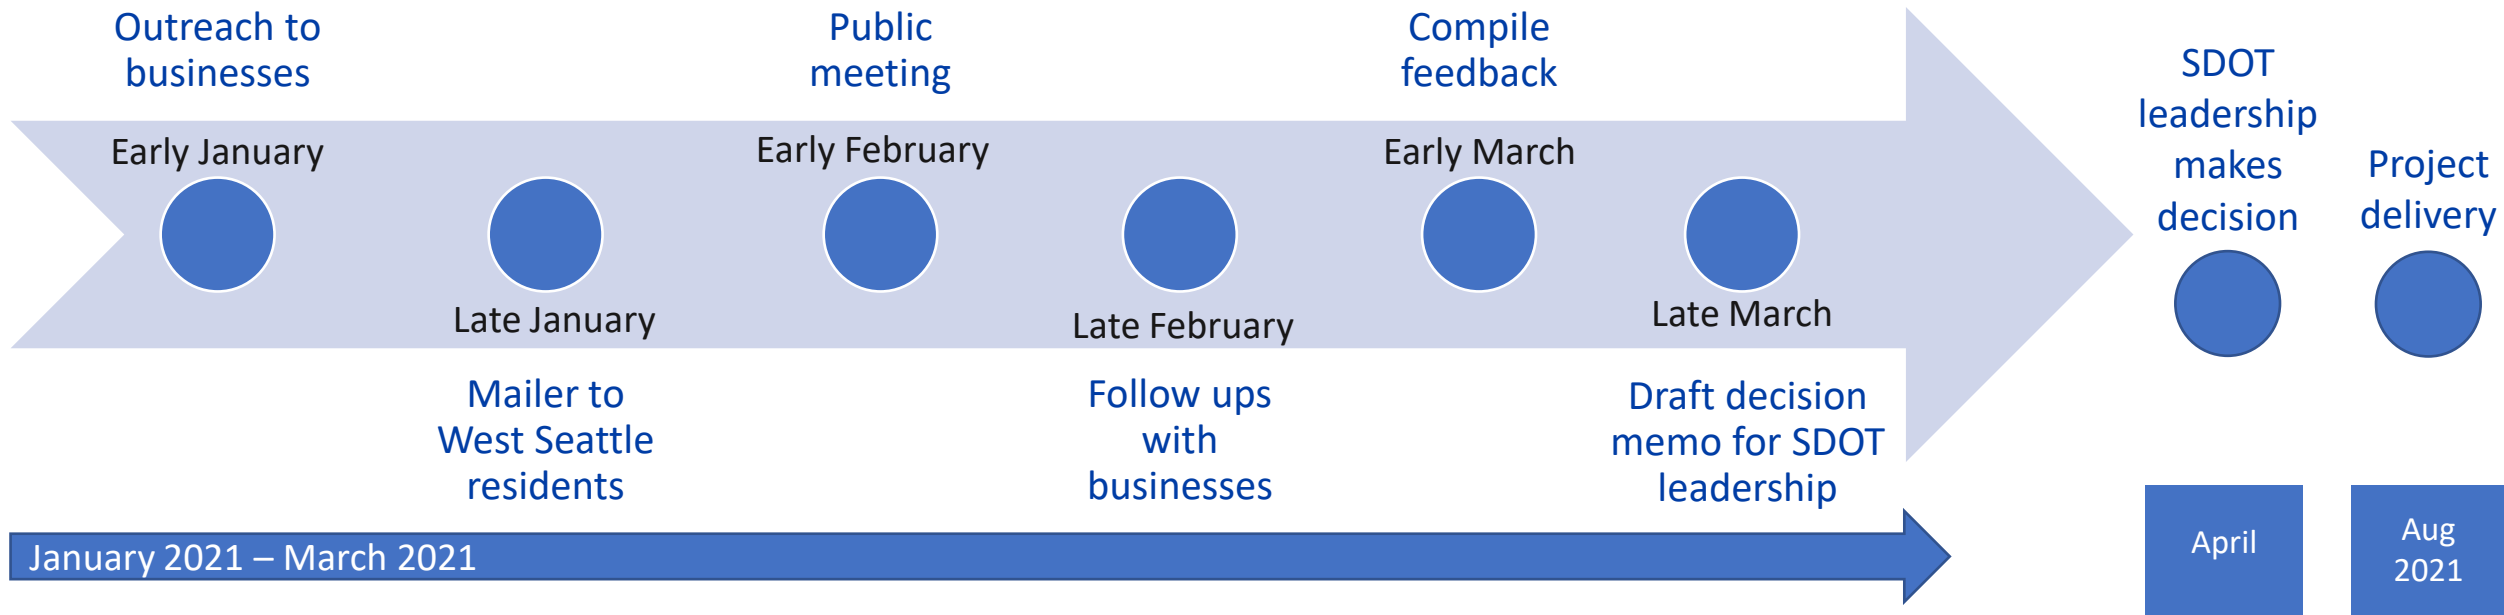 Outreach to
businesses
Early January
Late January
Mailer to
West Seattle
residents
Public
meeting
Early February
Late February
Follow ups
with
businesses
Compile
feedback
Early March
Late March
Draft decision
memo for SDOT
leadership
SDOT
leadership
makes
decision
Project
delivery
January 2021 – March 2021
April
Aug
2021